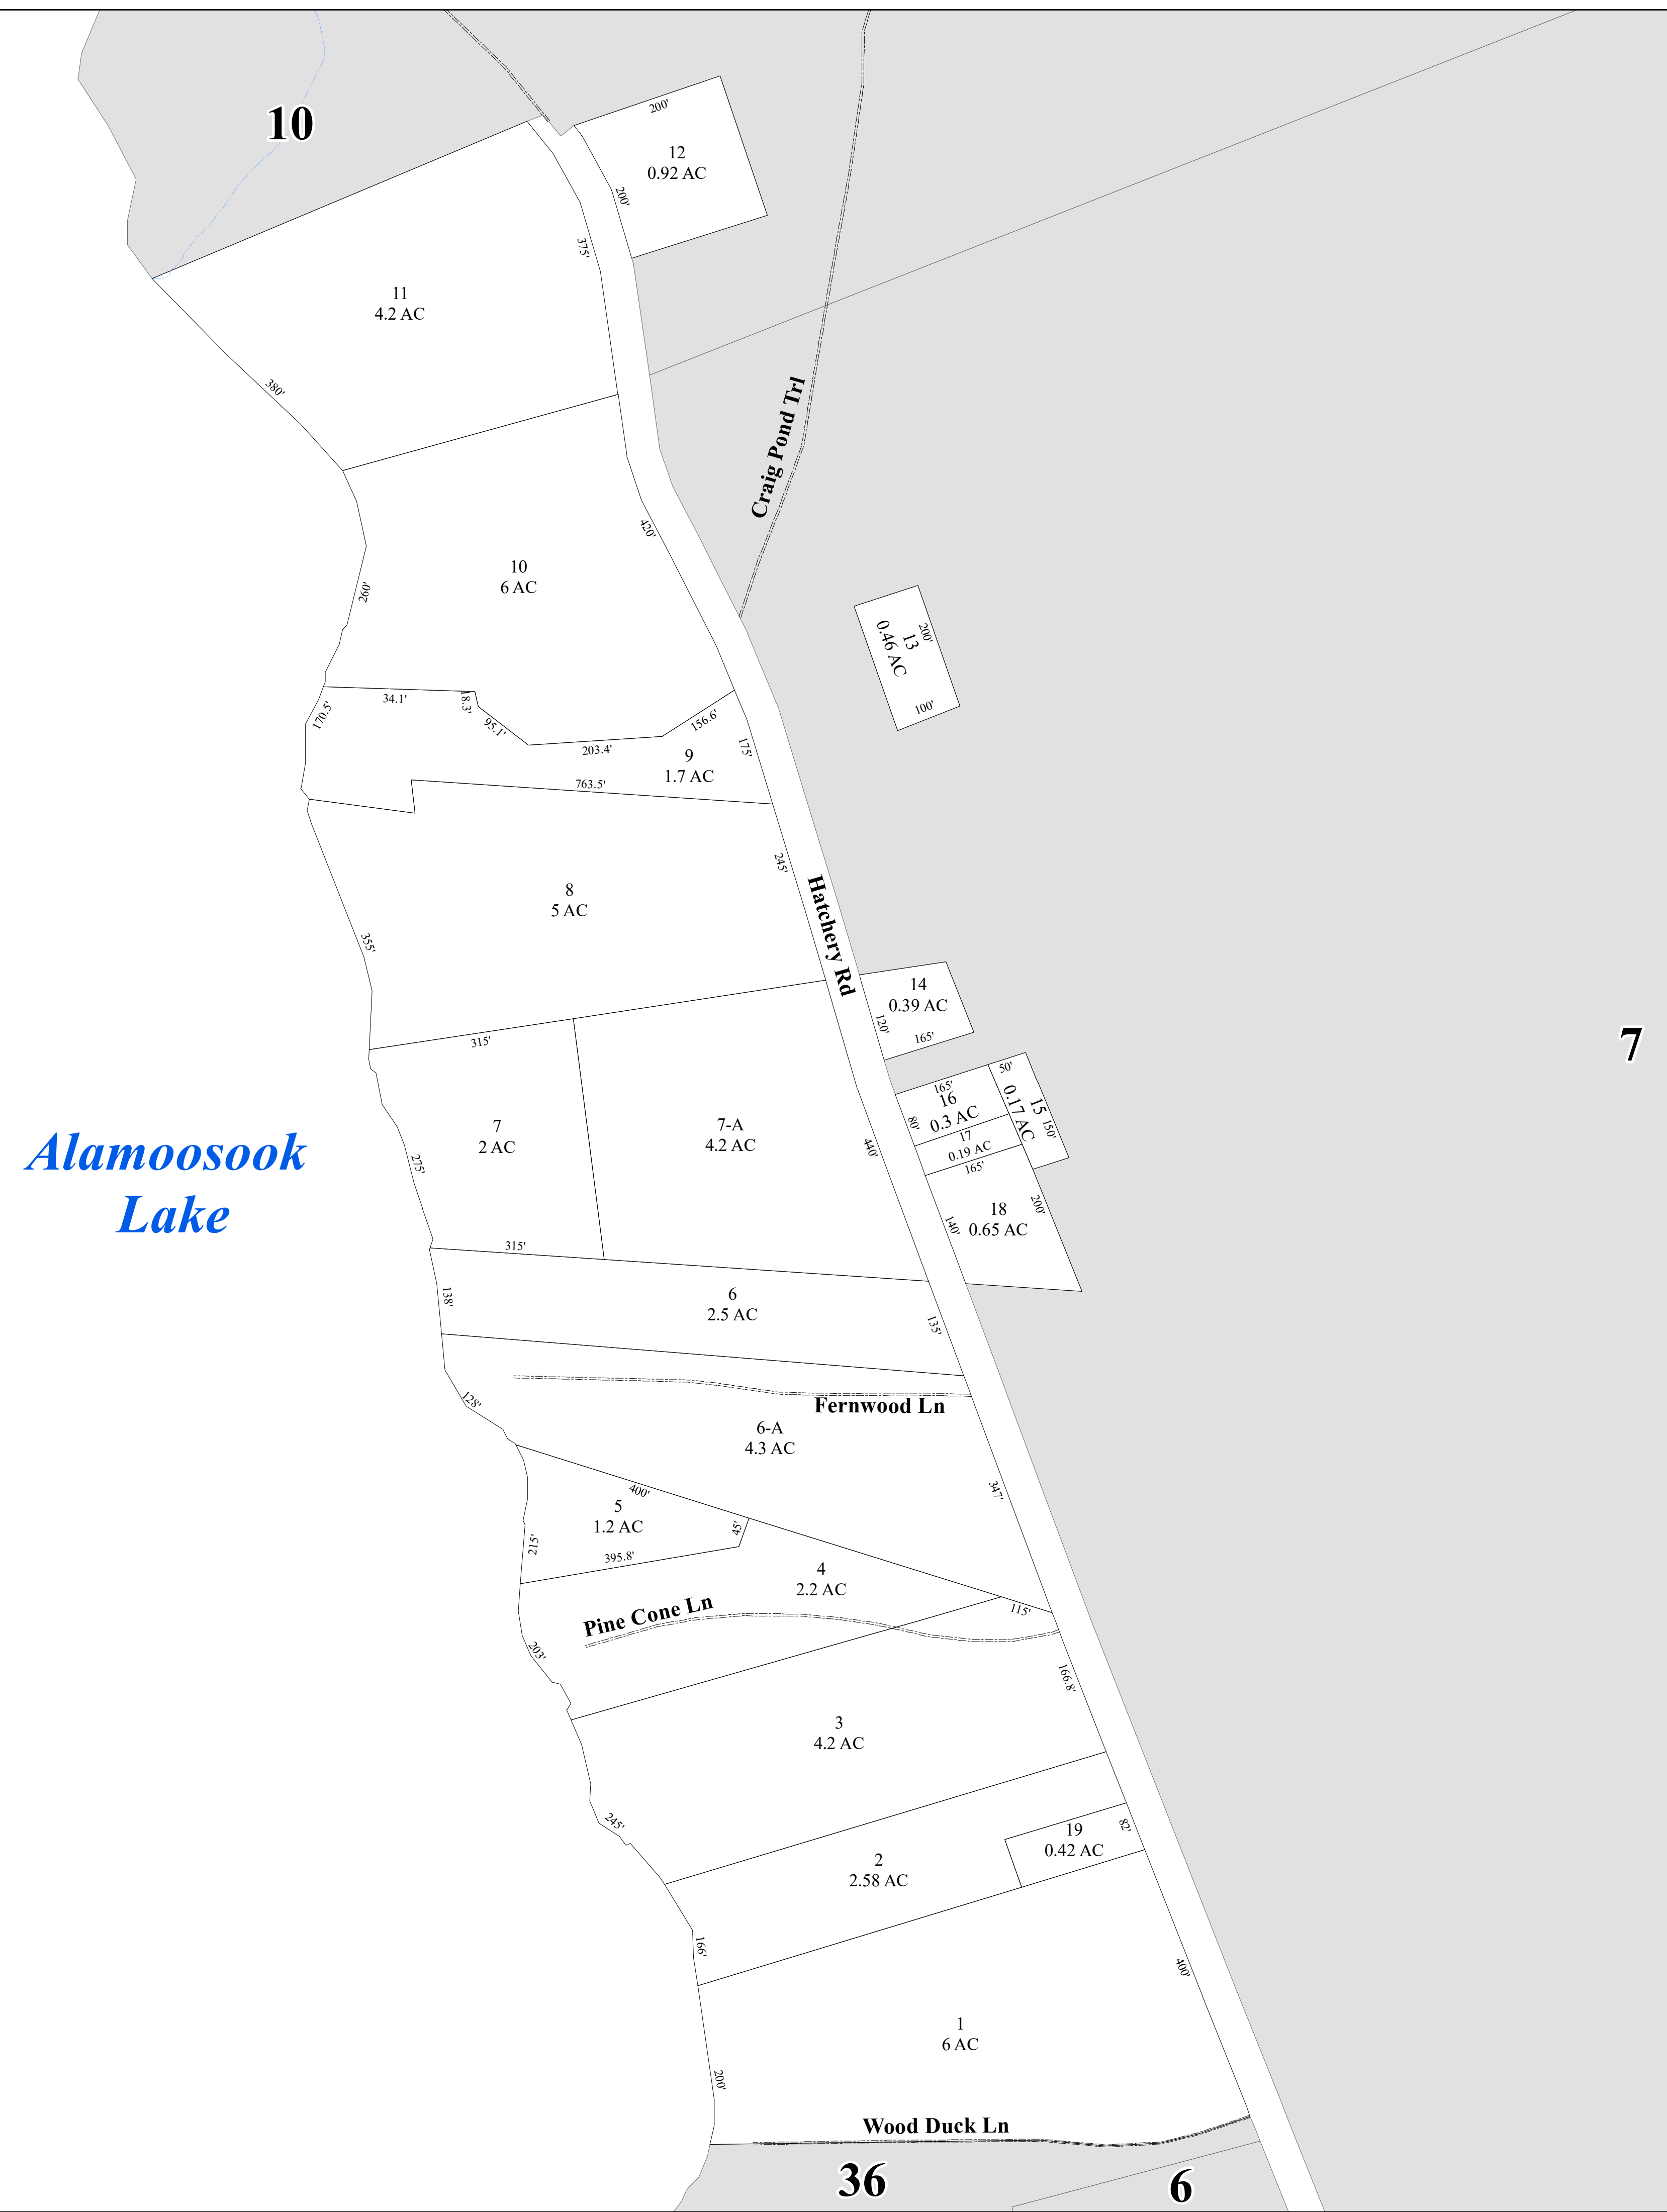 10
200'
12
0.92 AC
200'
375'
11
4.2 AC
380'
Craig Pond Trl
420'
10
6 AC
260'
13
0.46 AC
200'
100'
34.1'
18.3'
170.5'
95.1'
156.6'
203.4'
175'
9
1.7 AC
763.5'
245'
8
5 AC
Hatchery Rd
355'
14
0.39 AC
120'
165'
315'
7
50'
165'
16
0.3 AC
15
0.17 AC
150'
80'
17
0.19 AC
165'
7
2 AC
7-A
4.2 AC
440'
275'
Alamoosook
Lake
18
0.65 AC
200'
140'
315'
138'
6
2.5 AC
135'
128'
Fernwood Ln
6-A
4.3 AC
347'
400'
5
1.2 AC
45'
215'
395.8'
4
2.2 AC
Pine Cone Ln
115'
203'
166.8'
3
4.2 AC
245'
82'
19
0.42 AC
2
2.58 AC
166'
400'
1
6 AC
200'
Wood Duck Ln
36
6